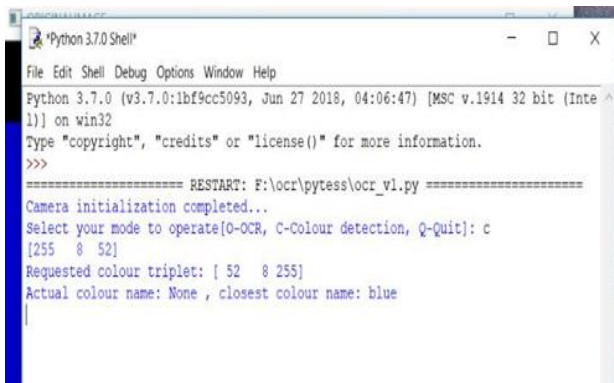 *Python 3.7.0 Shell*
File Edit Shell Debug Options Window Help
Python 3.7.0 (v3.7.0:1bf9cc5093, Jun 27 2018, 04:06:47) [MSC v.1914 32 bit (Inte
l)] on win32
Type "copyright", "credits" or "license()" for more information.
>>>
====================== RESTART: F:\ocr\pytess\ocr_v1.py ======================
Camera initialization completed...
Select your mode to operate[O-OCR, C-Colour detection, Q-Quit]: c
[255   8  52]
Requested colour triplet: [ 52   8 255]
Actual colour name: None , closest colour name: blue